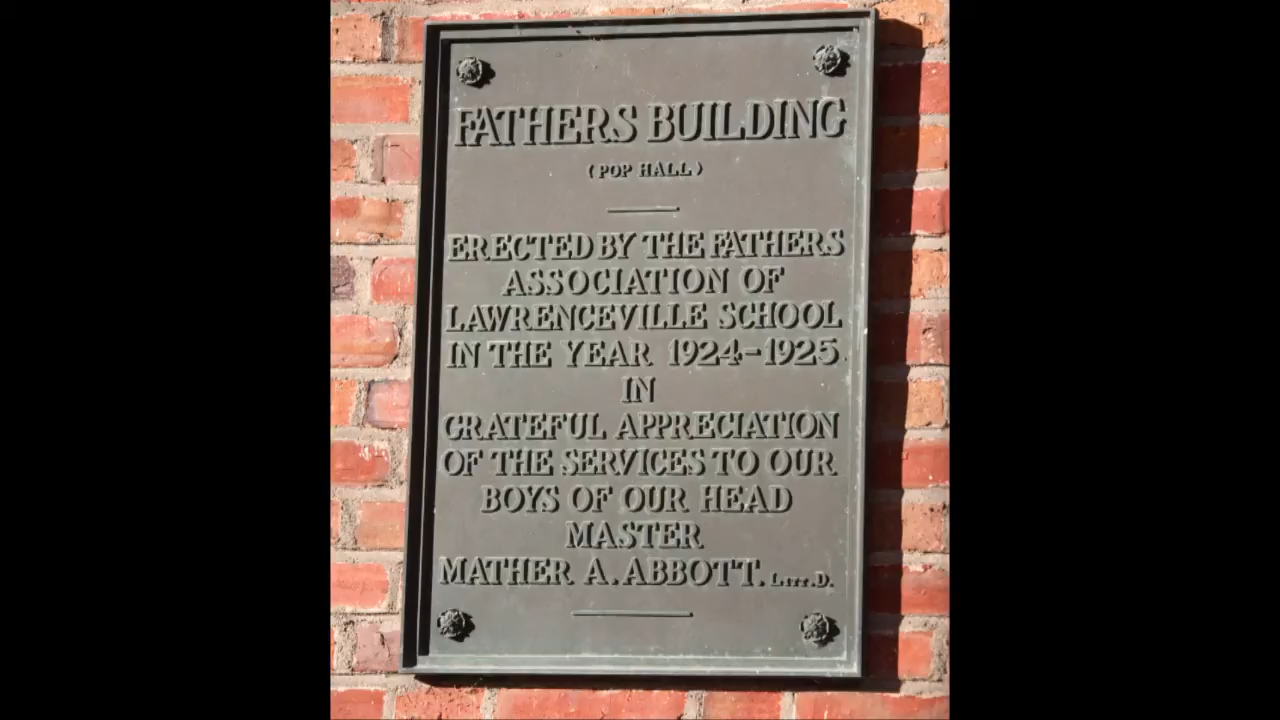 FATHERS BUILDING
(POP HALL)
ERECTED BY THE FATHERS
ASSOCIATION OF
LAWRENCEVILLE SCHOOL
IN THE YEAR 1924-1925
IN
GRATEFUL APPRECIATION
OF THE SERVICES TO OUR
BOYS OF OUR HEAD
MASTER
MATHER A. ABBOTT. LITT.D.